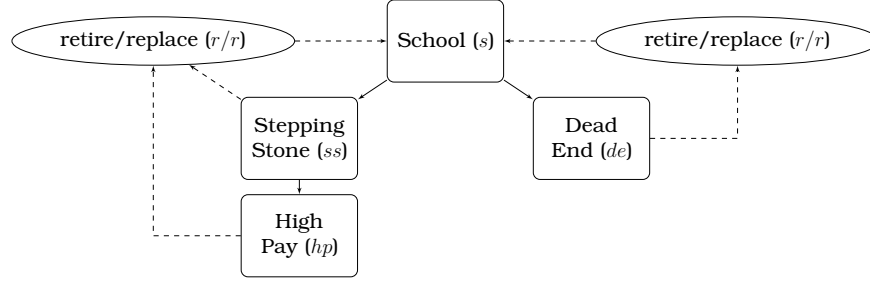 retire/replace (r/r)
School (s)
retire/replace (r/r)
Stepping
Stone (ss)
Dead
End (de)
High
Pay (hp)